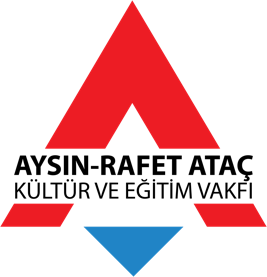 AYSIN-RAFET ATAÇ
KÜLTÜR VE EĞİTİM VAKFI